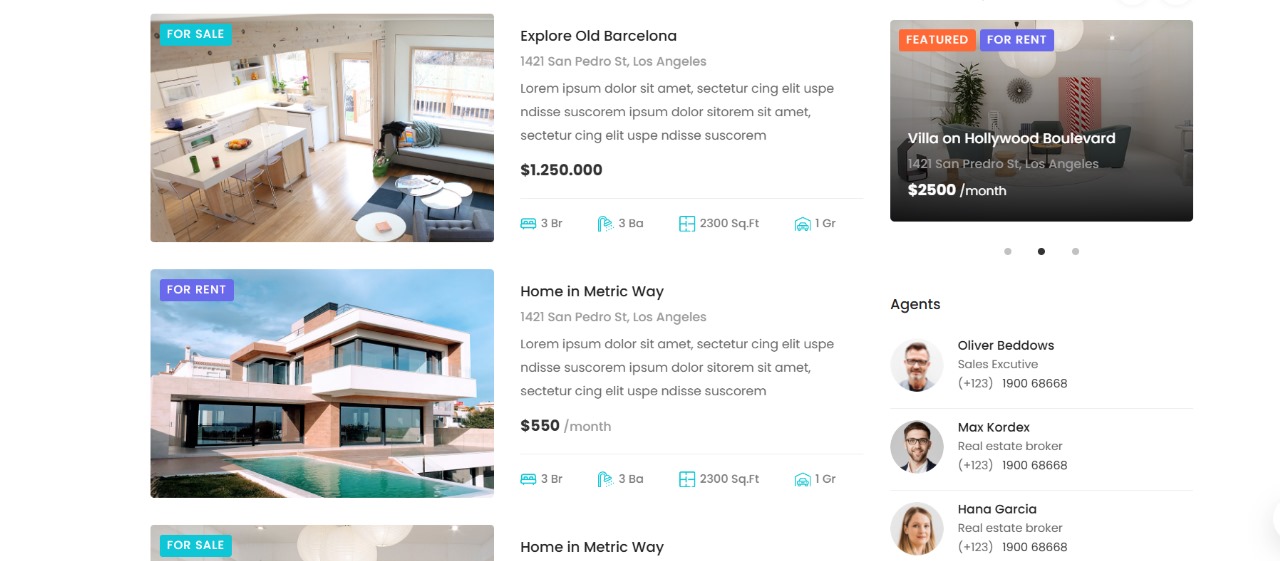 FOR SALE
Explore Old Barcelona
1421 San Pedro St, Los Angeles
Lorem ipsum dolor sit amet, sectetur cing elit uspe
ndisse suscorem ipsum dolor sitorem sit amet,
sectetur cing elit uspe ndisse suscorem
$1.250.000
3 Br 3 Ba 2300 Sq.Ft 1 Gr
FOR RENT
Home in Metric Way
1421 San Pedro St, Los Angeles
Lorem ipsum dolor sit amet, sectetur cing elit uspe
ndisse suscorem ipsum dolor sitorem sit amet,
sectetur cing elit uspe ndisse suscorem
$550 /month
3 Br 3 Ba 2300 Sq.Ft 1 Gr
FOR SALE
Home in Metric Way
FEATURED FOR RENT
Villa on Hollywood Boulevard
1421 San Pedro St, Los Angeles
$2500 /month
Agents
Oliver Beddows
Sales Excutive
(+123) 1900 68668
Max Kordex
Real estate broker
(+123) 1900 68668
Hana Garcia
Real estate broker
(+123) 1900 68668